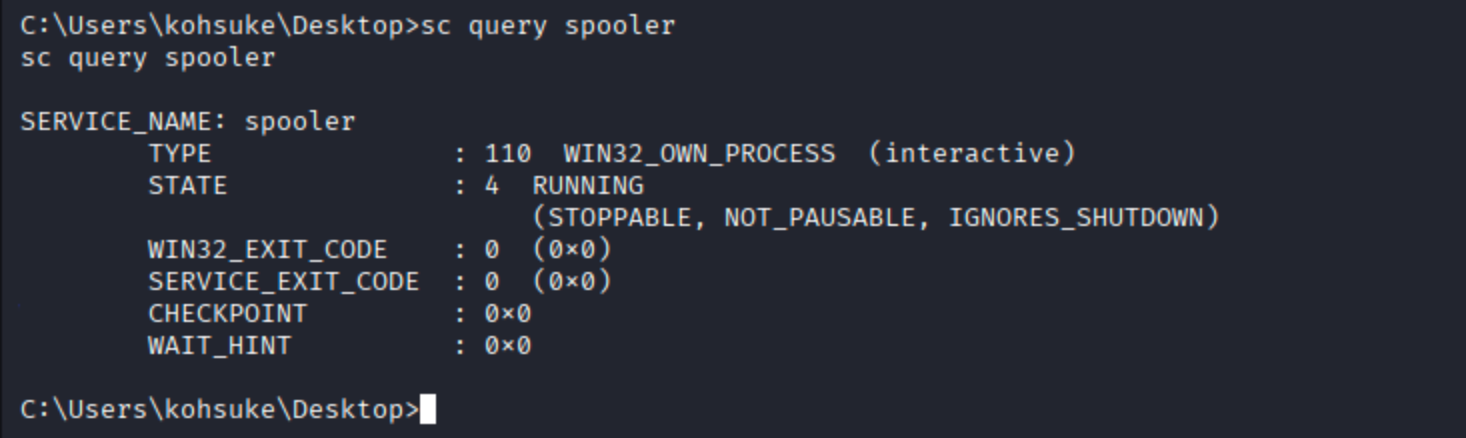 C:\Users\kohsuke\Desktop>sc query spooler
sc query spooler
SERVICE_NAME: spooler
TYPE : 110 WIN32_OWN_PROCESS (interactive)
STATE : 4 RUNNING
(STOPPABLE, NOT_PAUSABLE, IGNORES_SHUTDOWN)
WIN32_EXIT_CODE : 0 (0×0)
SERVICE_EXIT_CODE : 0 (0×0)
CHECKPOINT : 0×0
WAIT_HINT : 0×0
C:\Users\kohsuke\Desktop>